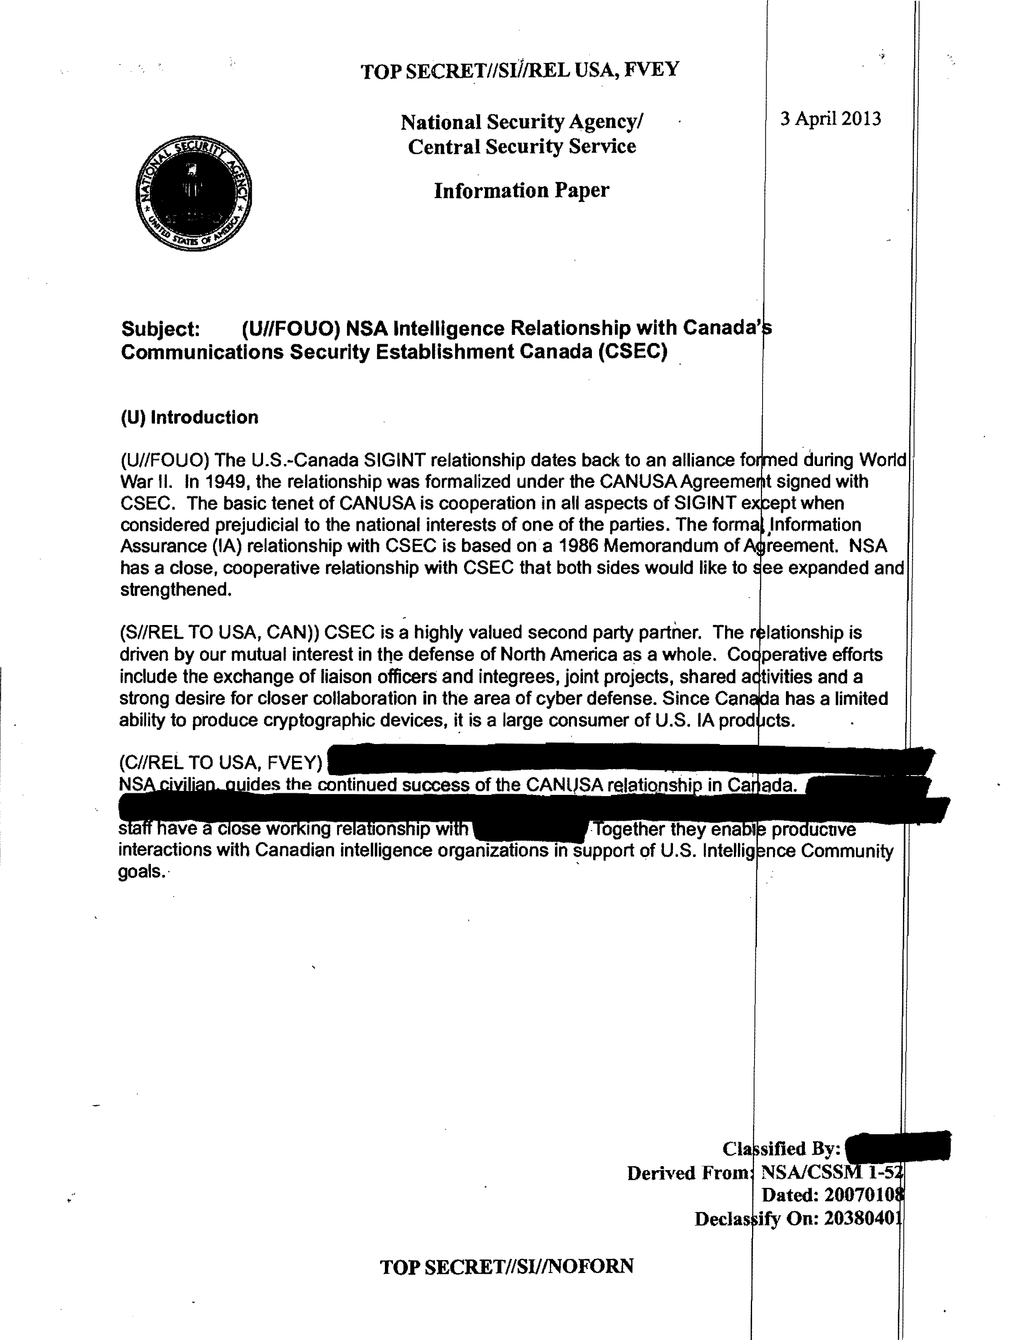 TOP SECRET//SI//REL USA, FVEY
National Security Agency/
Central Security Service
3 April 2013
Information Paper
NATIONAL SECURITY AGENCY
UNITED STATES OF AMERICA
Subject: (U//FOUO) NSA Intelligence Relationship with Canada's
Communications Security Establishment Canada (CSEC)
(U) Introduction
(U//FOUO) The U.S.-Canada SIGINT relationship dates back to an alliance formed during World
War II. In 1949, the relationship was formalized under the CANUSA Agreement signed with
CSEC. The basic tenet of CANUSA is cooperation in all aspects of SIGINT except when
considered prejudicial to the national interests of one of the parties. The formal Information
Assurance (IA) relationship with CSEC is based on a 1986 Memorandum of Agreement. NSA
has a close, cooperative relationship with CSEC that both sides would like to see expanded and
strengthened.
(S//REL TO USA, CAN)) CSEC is a highly valued second party partner. The relationship is
driven by our mutual interest in the defense of North America as a whole. Cooperative efforts
include the exchange of liaison officers and integrees, joint projects, shared activities and a
strong desire for closer collaboration in the area of cyber defense. Since Canada has a limited
ability to produce cryptographic devices, it is a large consumer of U.S. IA products.
(C//REL TO USA, FVEY)
NSA civilian, guides the continued success of the CANUSA relationship in Canada.
staff have a close working relationship with Together they enable productive
interactions with Canadian intelligence organizations in support of U.S. Intelligence Community
goals.
Classified By:
Derived From: NSA/CSSM 1-52
Dated: 20070108
Declassify On: 20380401
TOP SECRET//SI//NOFORN